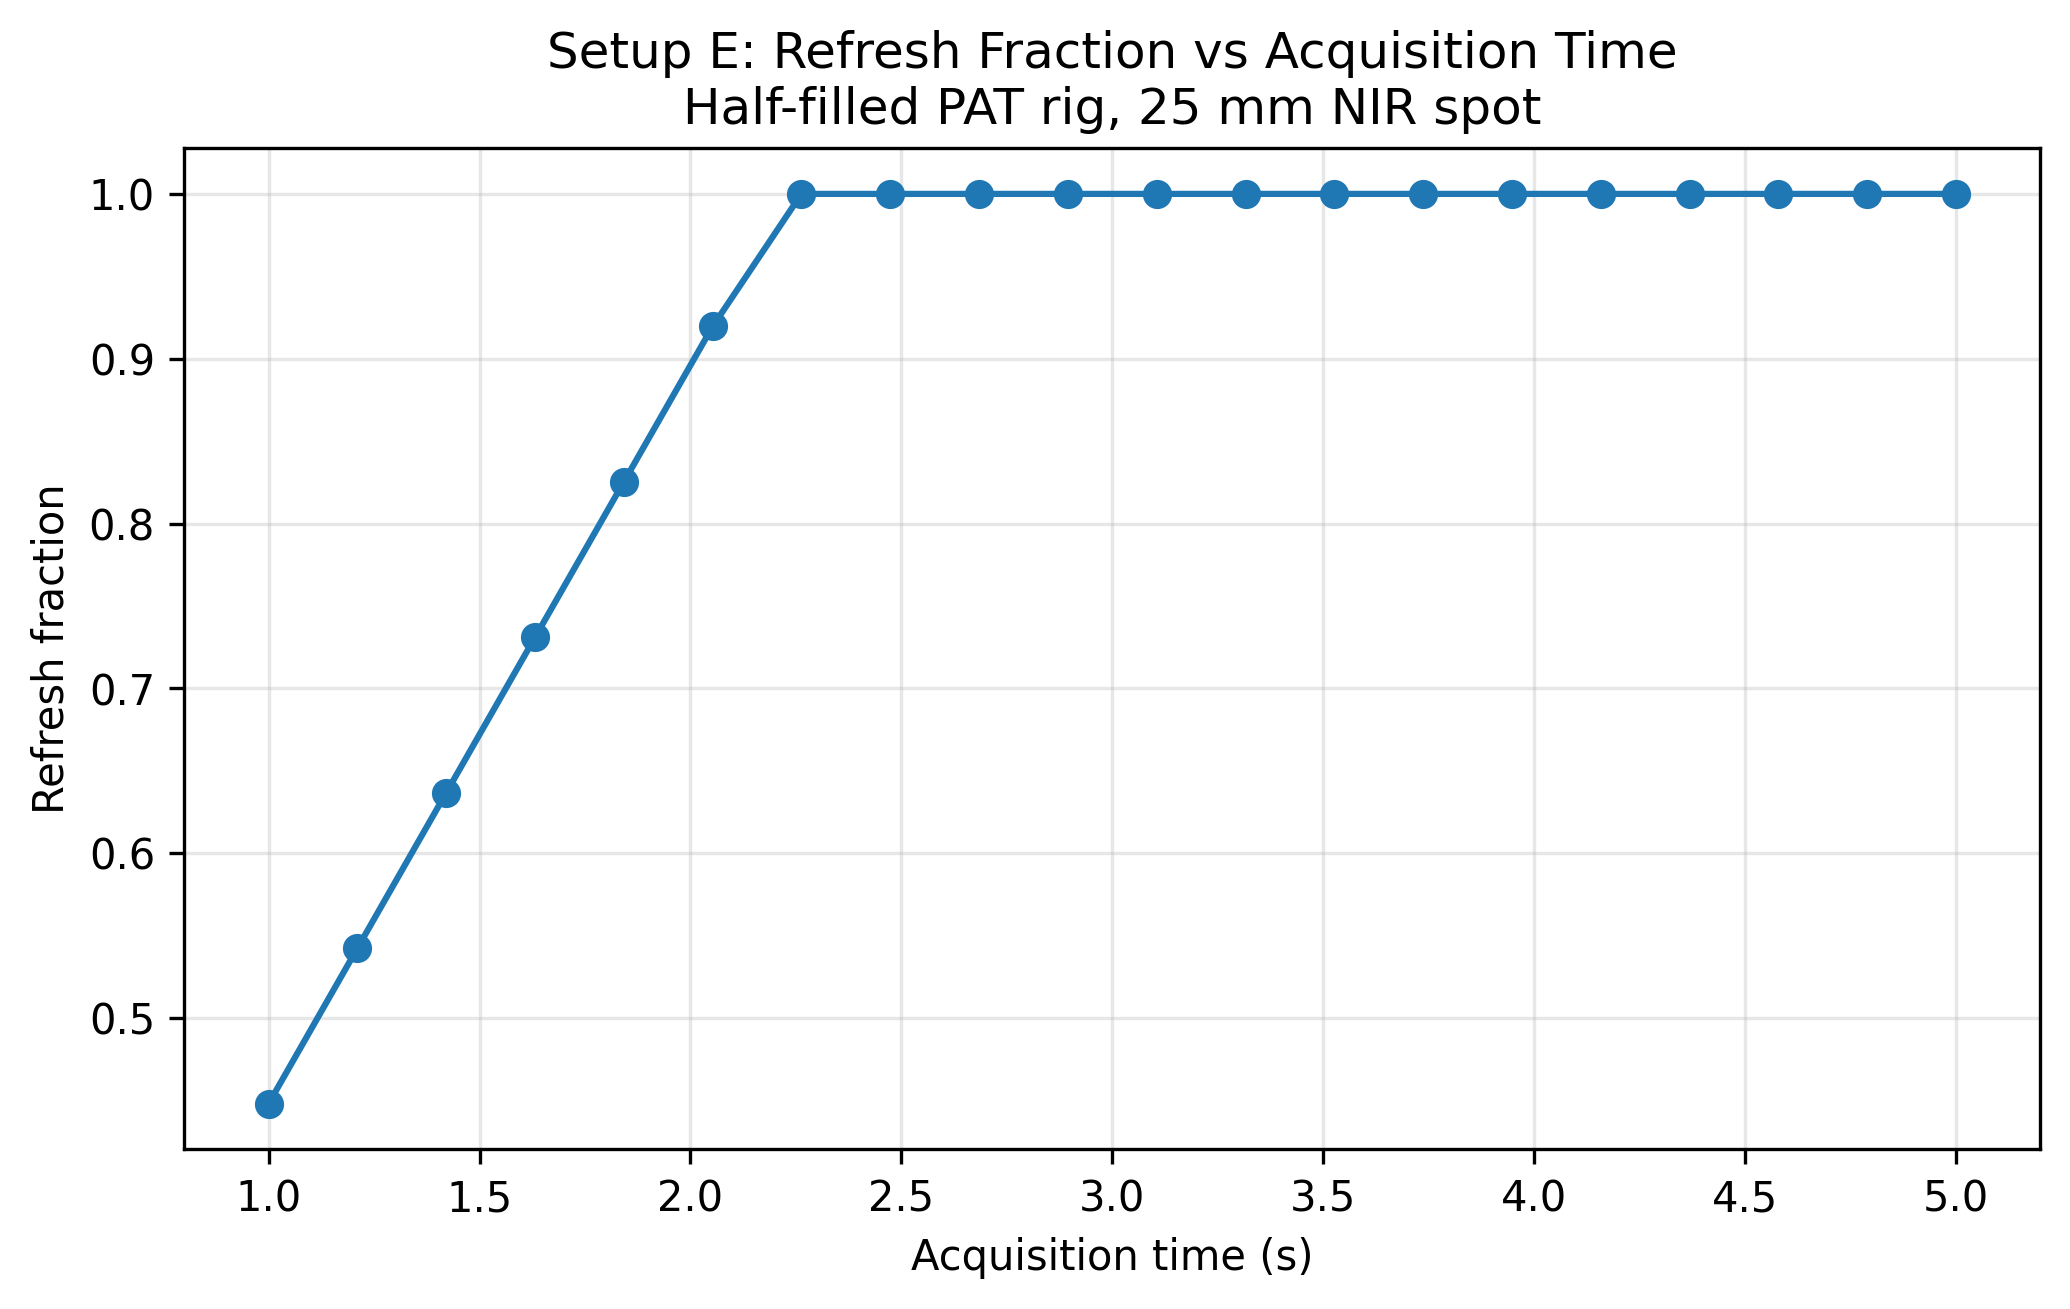 Setup E: Refresh Fraction vs Acquisition Time
Half-filled PAT rig, 25 mm NIR spot
1.0
0.9
0.8
0.7
0.6
0.5
Refresh fraction
1.0 1.5 2.0 2.5 3.0 3.5 4.0 4.5 5.0
Acquisition time (s)